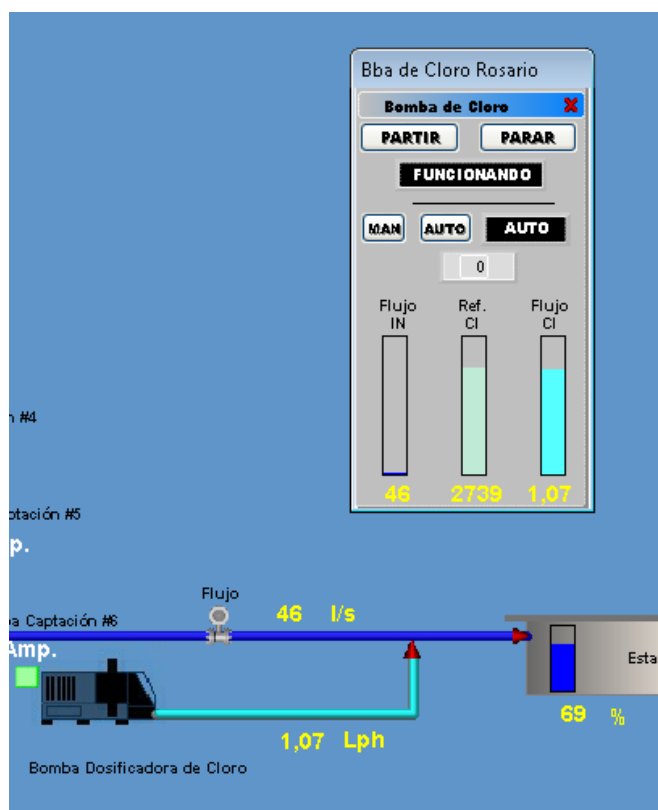 Bba de Cloro Rosario
Bomba de Cloro
PARTIR PARAR
FUNCIONANDO
MAN AUTO AUTO
0
Flujo IN
Ref. Cl
Flujo Cl
46 2739 1,07
n #4
ptación #5
p.
Flujo
46 l/s
a Captación #6
Amp.
Esta
69 %
1,07 Lph
Bomba Dosificadora de Cloro